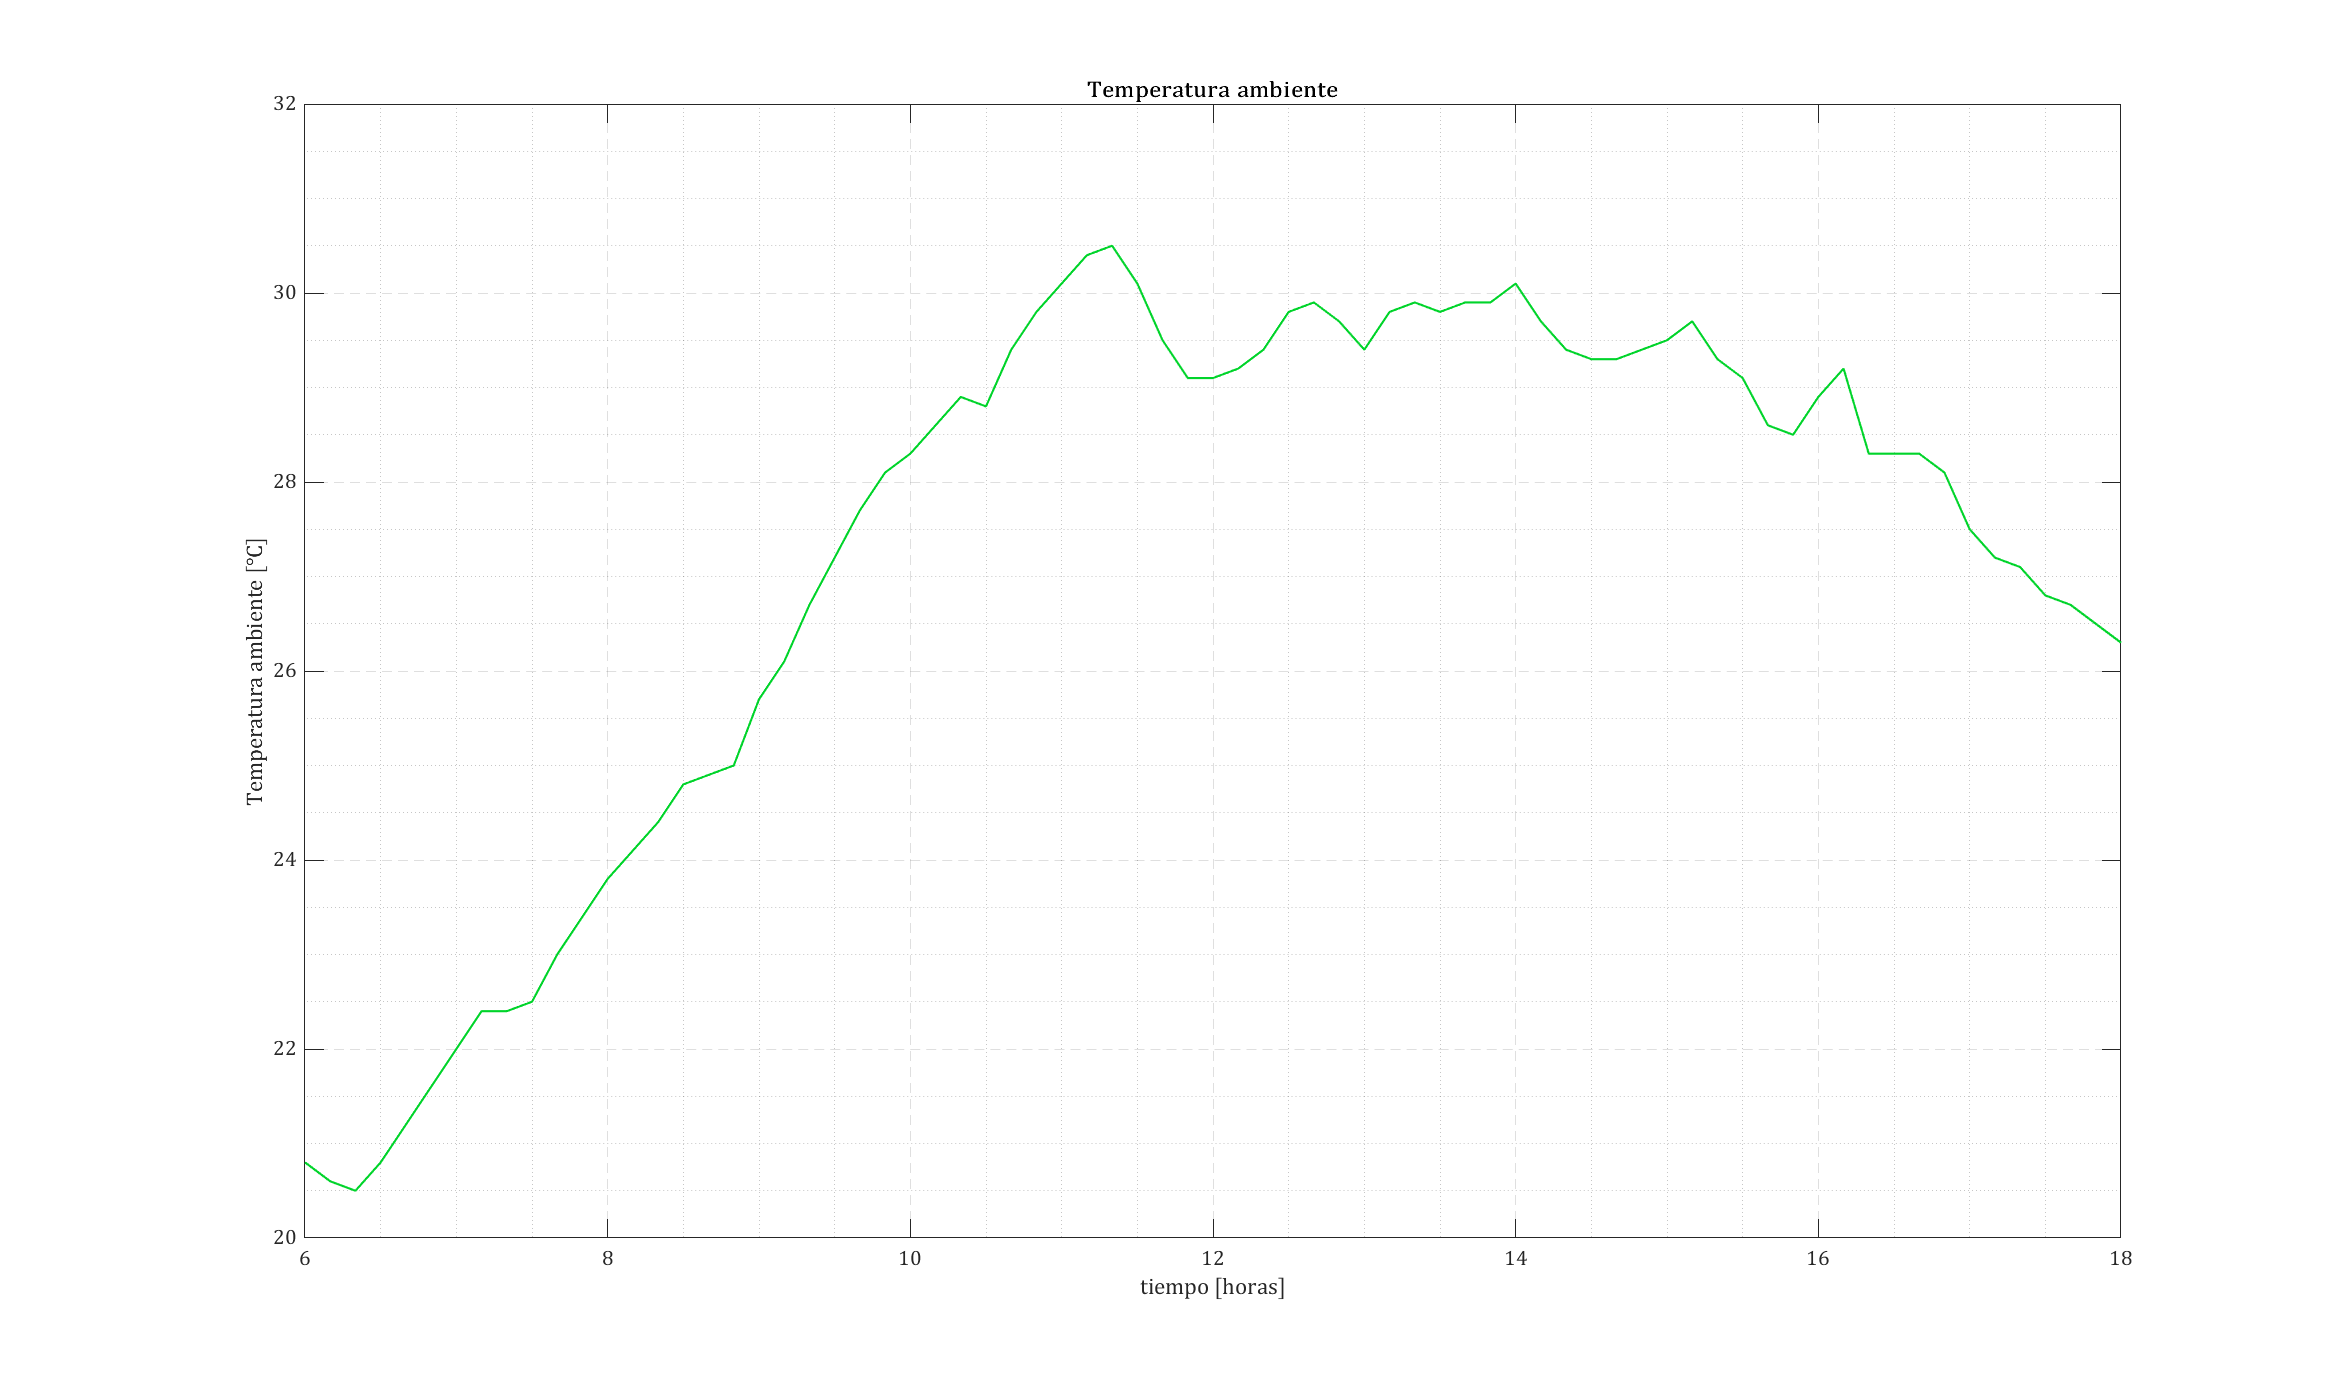 Temperatura ambiente
32
30
28
26
24
22
20
Temperatura ambiente [°C]
6 8 10 12 14 16 18
tiempo [horas]